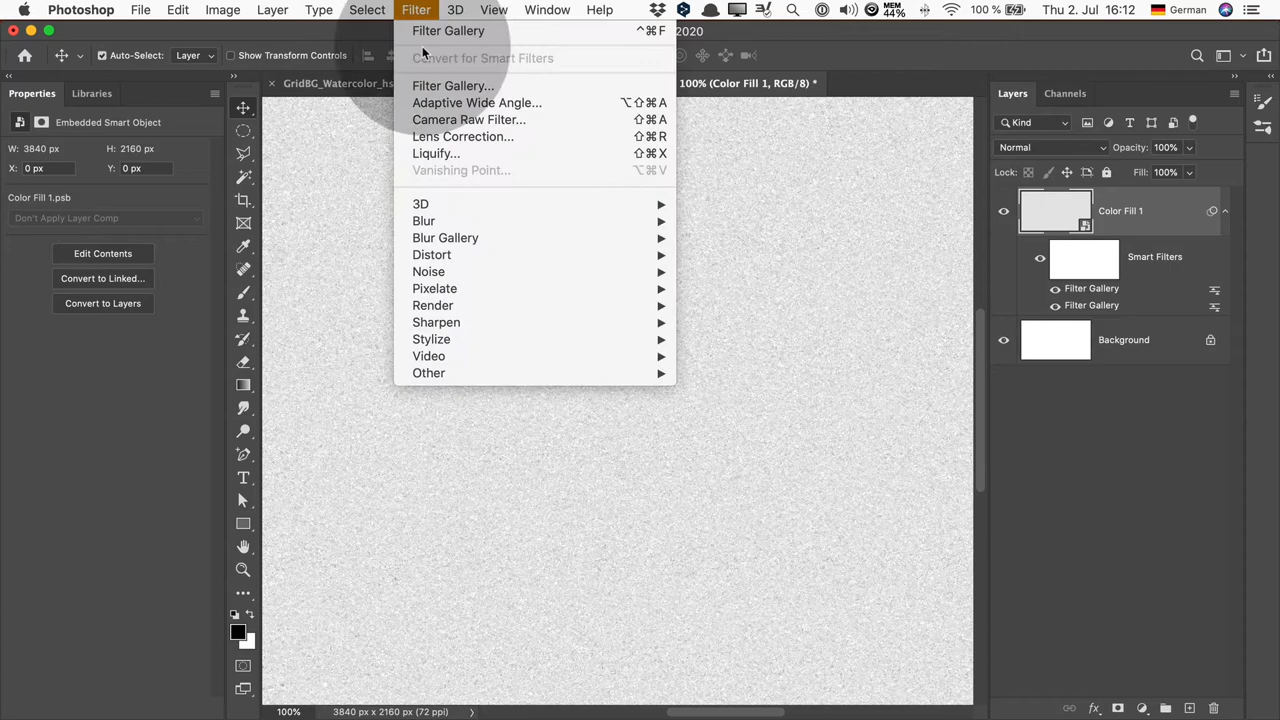 Photoshop File Edit Image Layer Type Select Filter 3D View Window Help MEM 44% 100 % German Thu 2. Jul 16:12
2020
Auto-Select: Layer Show Transform Controls
GridBG_Watercolor_hs 100% (Color Fill 1, RGB/8) *
Properties Libraries
Embedded Smart Object
W: 3840 px H: 2160 px
X: 0 px Y: 0 px
Color Fill 1.psb
Don't Apply Layer Comp
Edit Contents
Convert to Linked...
Convert to Layers
Filter Gallery ^⌘F
Convert for Smart Filters
Filter Gallery...
Adaptive Wide Angle... ⌥⇧⌘A
Camera Raw Filter... ⇧⌘A
Lens Correction... ⇧⌘R
Liquify... ⇧⌘X
Vanishing Point... ⌥⌘V
3D
Blur
Blur Gallery
Distort
Noise
Pixelate
Render
Sharpen
Stylize
Video
Other
Layers Channels
Kind
Normal Opacity: 100%
Lock: Fill: 100%
Color Fill 1
Smart Filters
Filter Gallery
Filter Gallery
Background
fx
100% 3840 px x 2160 px (72 ppi)